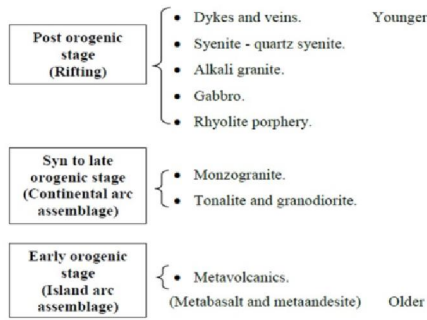 Post orogenic
stage
(Rifting)
• Dykes and veins. Younger
• Syenite - quartz syenite.
• Alkali granite.
• Gabbro.
• Rhyolite porphery.
Syn to late
orogenic stage
(Continental arc
assemblage)
• Monzogranite.
• Tonalite and granodiorite.
Early orogenic
stage
(Island arc
assemblage)
• Metavolcanics.
(Metabasalt and metaandesite) Older